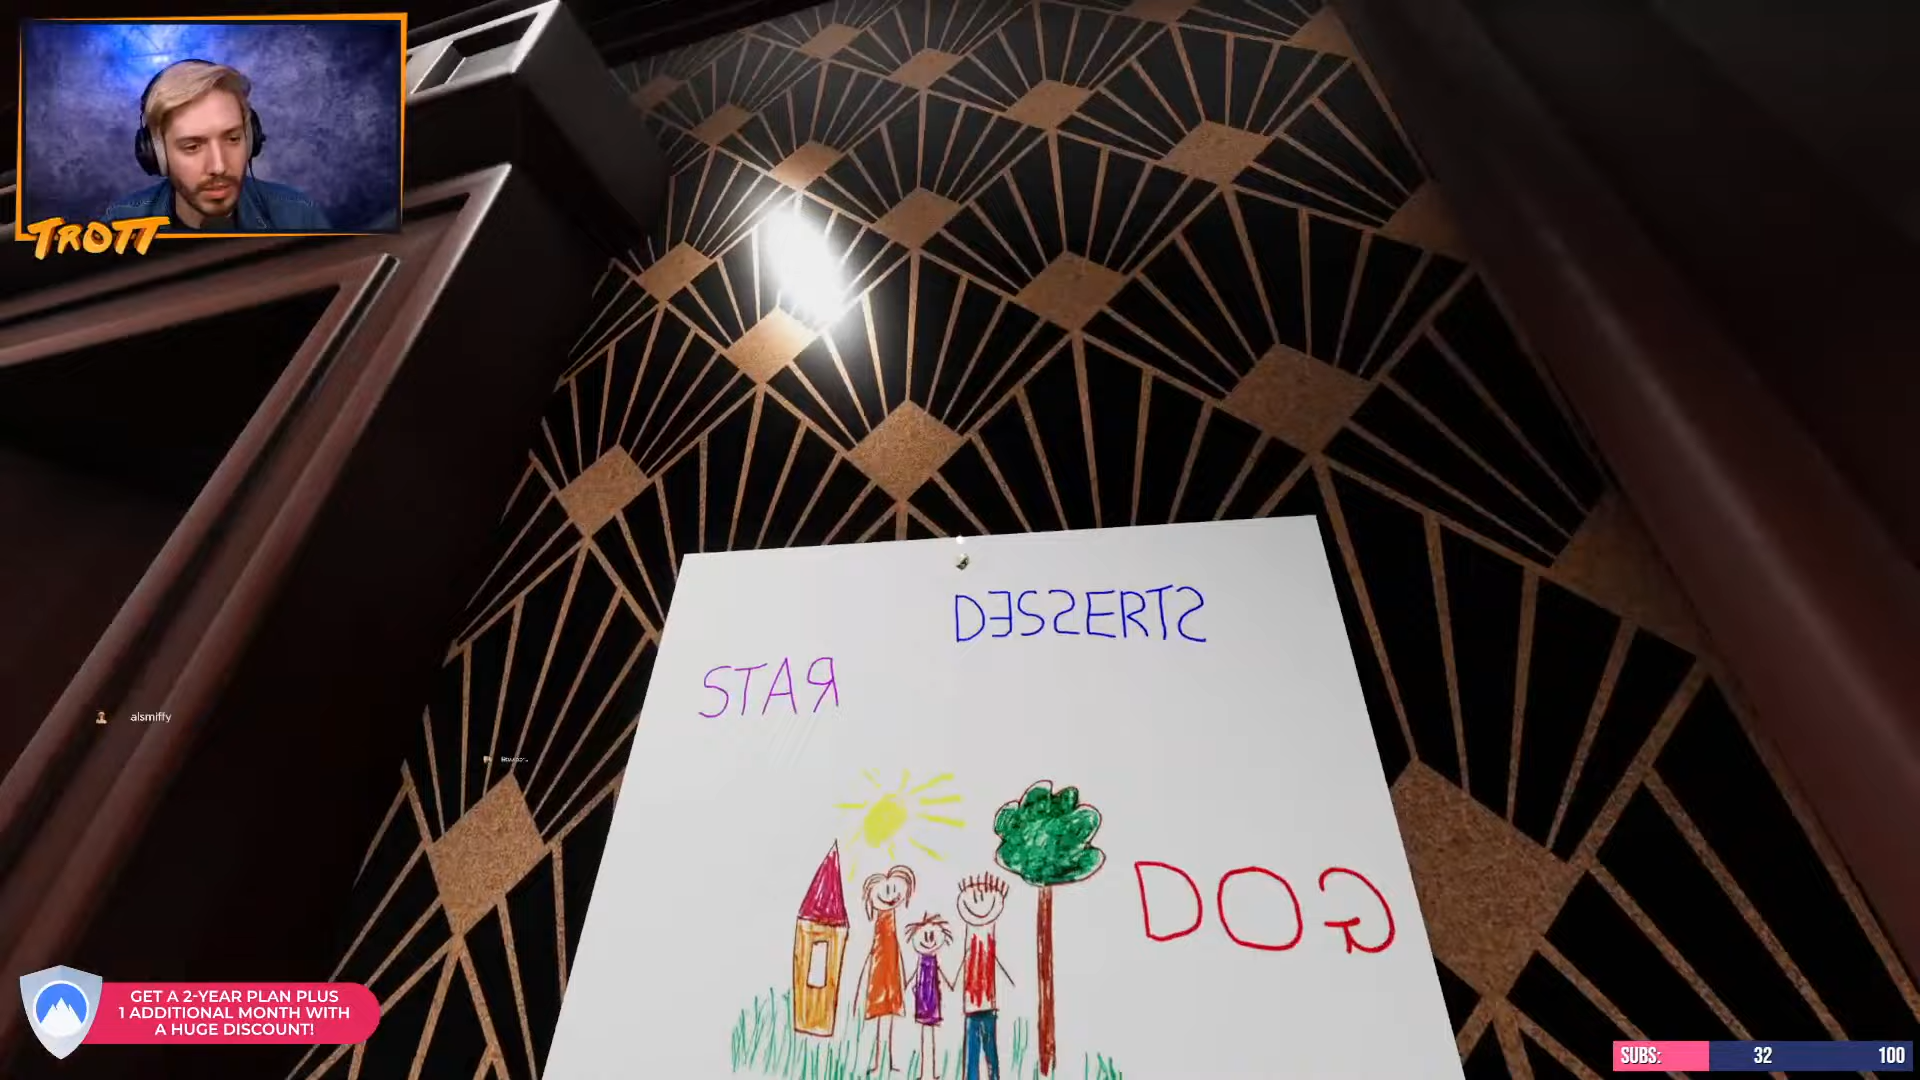 TROTT
DESSERTS
STAR
alsmiffy
DOG
GET A 2-YEAR PLAN PLUS
1 ADDITIONAL MONTH WITH
A HUGE DISCOUNT!
SUBS: 32 100